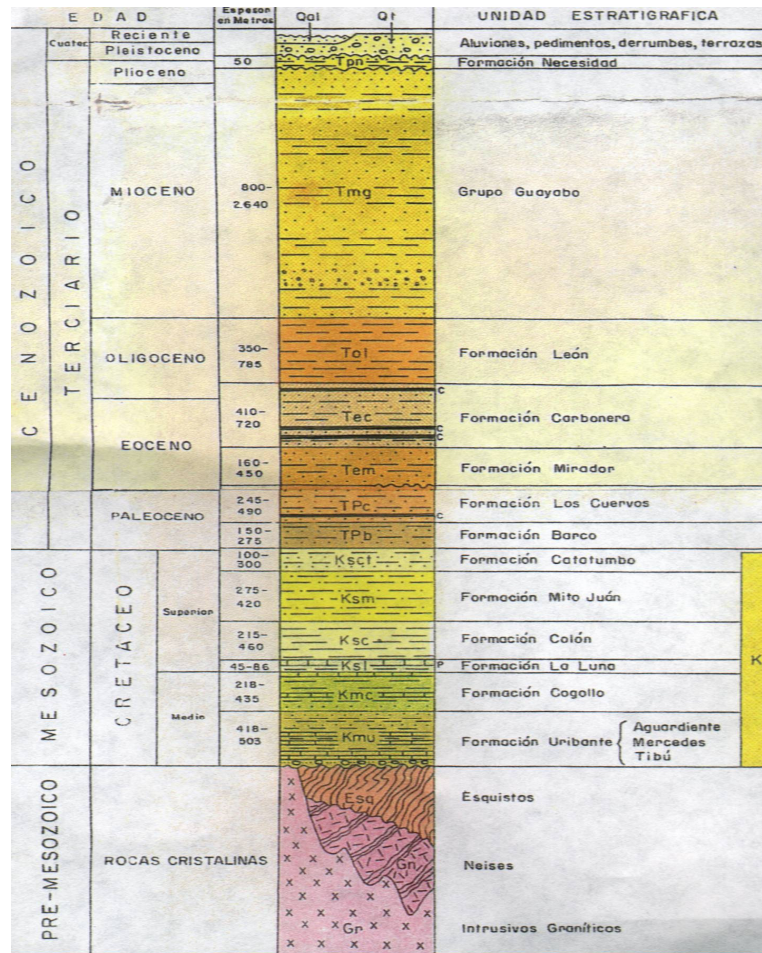 E D A D
Espesor en Metros
Qal Qt
UNIDAD ESTRATIGRAFICA
CENOZOICO
Cuater.
Reciente
Pleistoceno
Aluviones, pedimentos, derrumbes, terrazas
TERCIARIO
Plioceno
50
Tpn
Formación Necesidad
MIOCENO
800-
2.640
Tmg
Grupo Guayabo
OLIGOCENO
350-
785
Tol
Formación León
C
410-
720
Tec
Formación Carbonera
C
C
EOCENO
160-
450
Tem
Formación Mirador
PALEOCENO
245-
490
TPc
Formación Los Cuervos
C
150-
275
TPb
Formación Barco
MESOZOICO
CRETACEO
Superior
100-
300
Ksct
Formación Catatumbo
275-
420
Ksm
Formación Mito Juán
215-
460
Ksc
Formación Colón
45-86
Ksl
P
Formación La Luna
K
Medio
218-
435
Kmc
Formación Cogollo
418-
503
Kmu
Formación Uribante
Aguardiente
Mercedes
Tibú
PRE-MESOZOICO
ROCAS CRISTALINAS
Esq
Esquistos
Gn
Neises
Gr
Intrusivos Graníticos